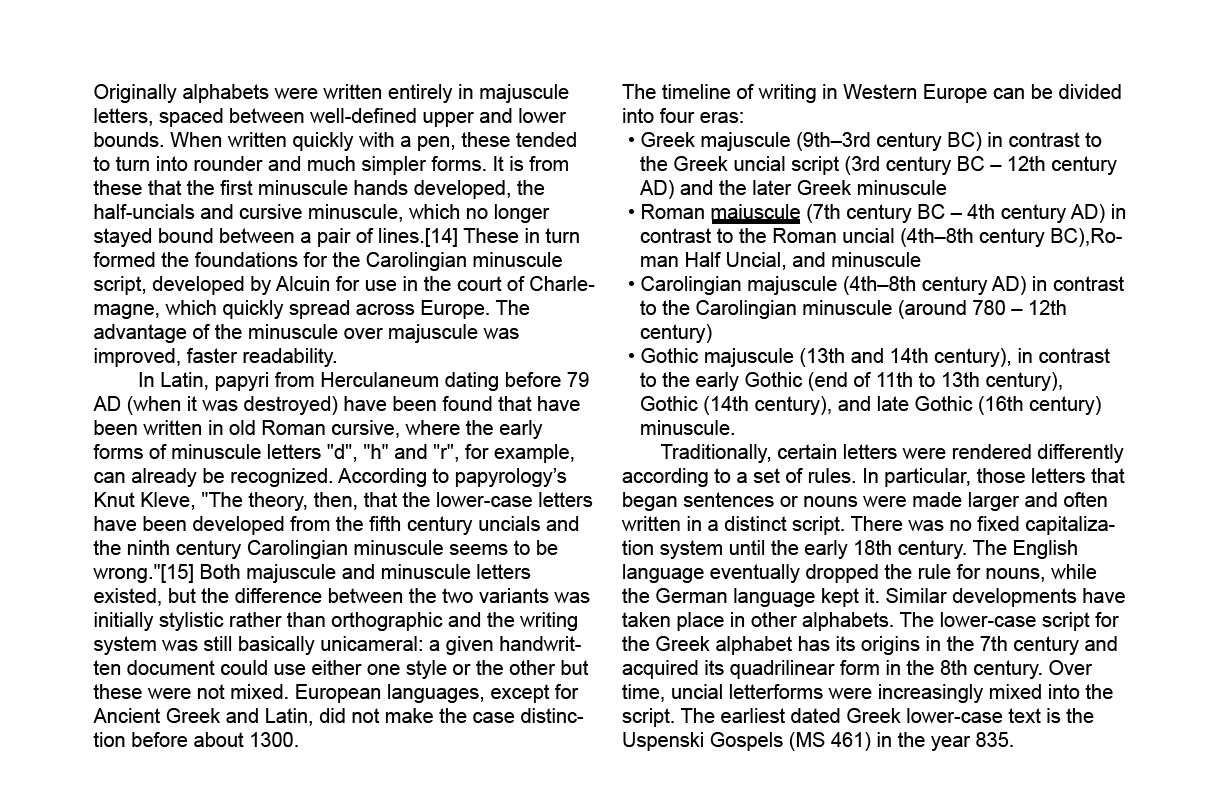 Originally alphabets were written entirely in majuscule
letters, spaced between well-defined upper and lower
bounds. When written quickly with a pen, these tended
to turn into rounder and much simpler forms. It is from
these that the first minuscule hands developed, the
half-uncials and cursive minuscule, which no longer
stayed bound between a pair of lines.[14] These in turn
formed the foundations for the Carolingian minuscule
script, developed by Alcuin for use in the court of Charle-
magne, which quickly spread across Europe. The
advantage of the minuscule over majuscule was
improved, faster readability.
In Latin, papyri from Herculaneum dating before 79
AD (when it was destroyed) have been found that have
been written in old Roman cursive, where the early
forms of minuscule letters "d", "h" and "r", for example,
can already be recognized. According to papyrology’s
Knut Kleve, "The theory, then, that the lower-case letters
have been developed from the fifth century uncials and
the ninth century Carolingian minuscule seems to be
wrong."[15] Both majuscule and minuscule letters
existed, but the difference between the two variants was
initially stylistic rather than orthographic and the writing
system was still basically unicameral: a given handwrit-
ten document could use either one style or the other but
these were not mixed. European languages, except for
Ancient Greek and Latin, did not make the case distinc-
tion before about 1300.
The timeline of writing in Western Europe can be divided
into four eras:
• Greek majuscule (9th–3rd century BC) in contrast to
the Greek uncial script (3rd century BC – 12th century
AD) and the later Greek minuscule
• Roman majuscule (7th century BC – 4th century AD) in
contrast to the Roman uncial (4th–8th century BC),Ro-
man Half Uncial, and minuscule
• Carolingian majuscule (4th–8th century AD) in contrast
to the Carolingian minuscule (around 780 – 12th
century)
• Gothic majuscule (13th and 14th century), in contrast
to the early Gothic (end of 11th to 13th century),
Gothic (14th century), and late Gothic (16th century)
minuscule.
Traditionally, certain letters were rendered differently
according to a set of rules. In particular, those letters that
began sentences or nouns were made larger and often
written in a distinct script. There was no fixed capitaliza-
tion system until the early 18th century. The English
language eventually dropped the rule for nouns, while
the German language kept it. Similar developments have
taken place in other alphabets. The lower-case script for
the Greek alphabet has its origins in the 7th century and
acquired its quadrilinear form in the 8th century. Over
time, uncial letterforms were increasingly mixed into the
script. The earliest dated Greek lower-case text is the
Uspenski Gospels (MS 461) in the year 835.